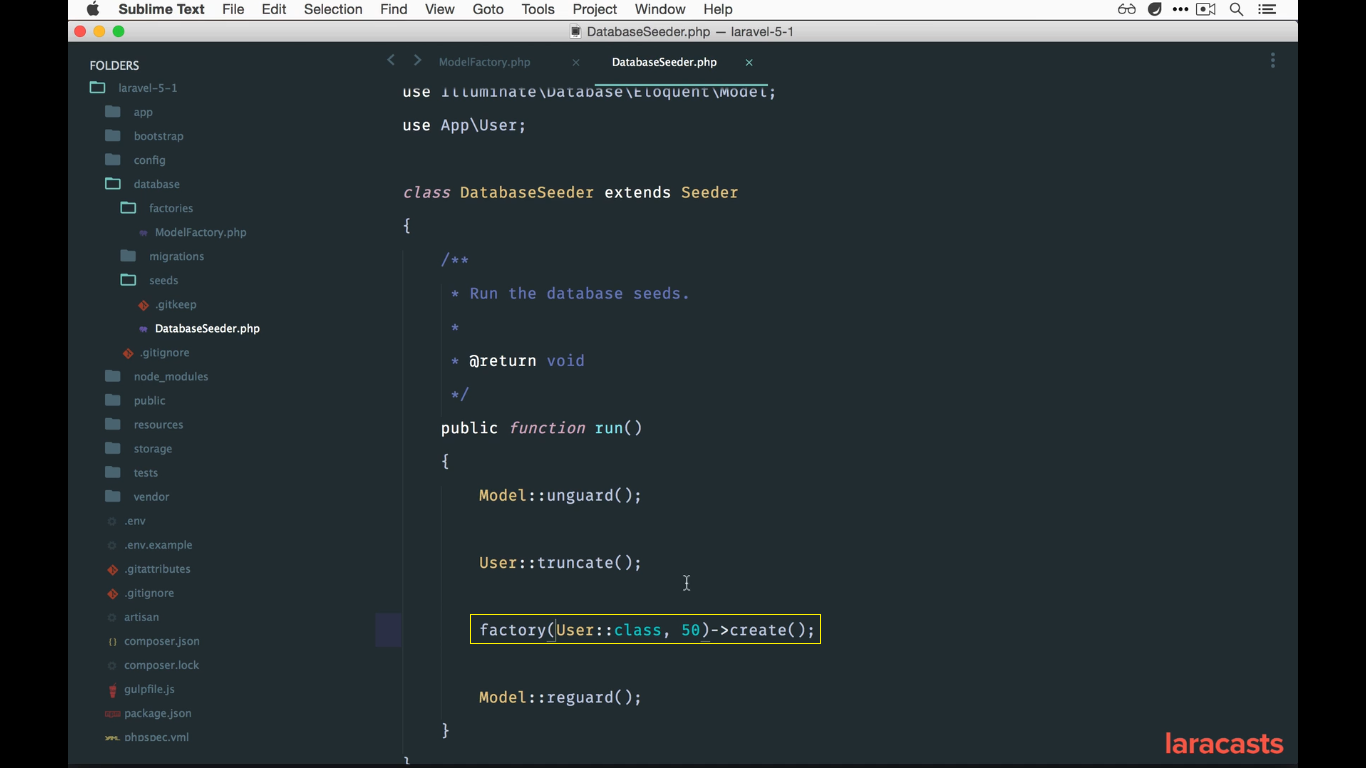 Sublime Text File Edit Selection Find View Goto Tools Project Window Help
DatabaseSeeder.php — laravel-5-1
FOLDERS
laravel-5-1
app
bootstrap
config
database
factories
ModelFactory.php
migrations
seeds
.gitkeep
DatabaseSeeder.php
.gitignore
node_modules
public
resources
storage
tests
vendor
.env
.env.example
.gitattributes
.gitignore
artisan
composer.json
composer.lock
gulpfile.js
package.json
phpspec.yml
ModelFactory.php × DatabaseSeeder.php ×
use Illuminate\Database\Eloquent\Model;
use App\User;
class DatabaseSeeder extends Seeder
{
/**
* Run the database seeds.
*
* @return void
*/
public function run()
{
Model::unguard();
User::truncate();
factory(User::class, 50)->create();
Model::reguard();
}
}
laracasts